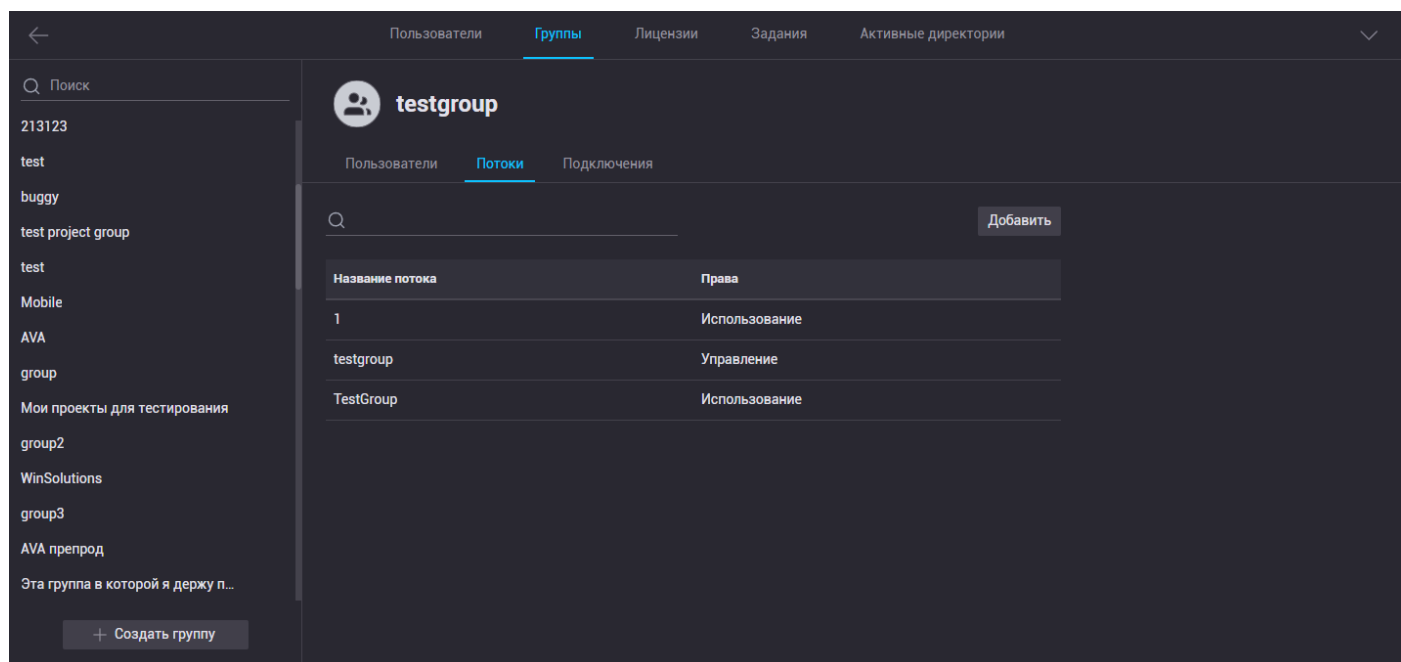 Пользователи Группы Лицензии Задания Активные директории
Поиск
213123
test
buggy
test project group
test
Mobile
AVA
group
Мои проекты для тестирования
group2
WinSolutions
group3
AVA препрод
Эта группа в которой я держу п...
+ Создать группу
testgroup
Пользователи Потоки Подключения
Добавить
Название потока Права
1 Использование
testgroup Управление
TestGroup Использование